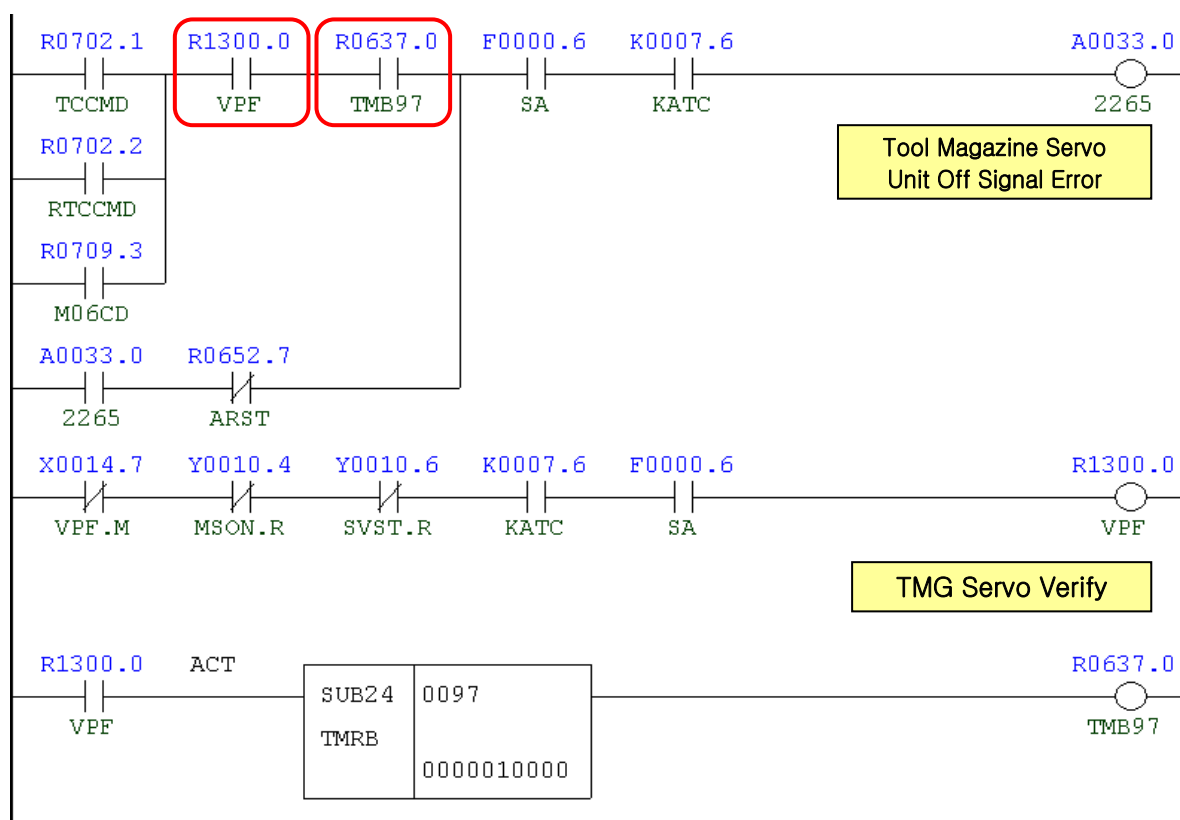 R0702.1 R1300.0 R0637.0 F0000.6 K0007.6 A0033.0
TCCMD VPF TMB97 SA KATC 2265
R0702.2
RTCCMD
Tool Magazine Servo
Unit Off Signal Error
R0709.3
M06CD
A0033.0 R0652.7
2265 ARST
X0014.7 Y0010.4 Y0010.6 K0007.6 F0000.6 R1300.0
VPF.M MSON.R SVST.R KATC SA VPF
TMG Servo Verify
R1300.0 ACT R0637.0
SUB24 0097
VPF TMB97
TMRB
0000010000